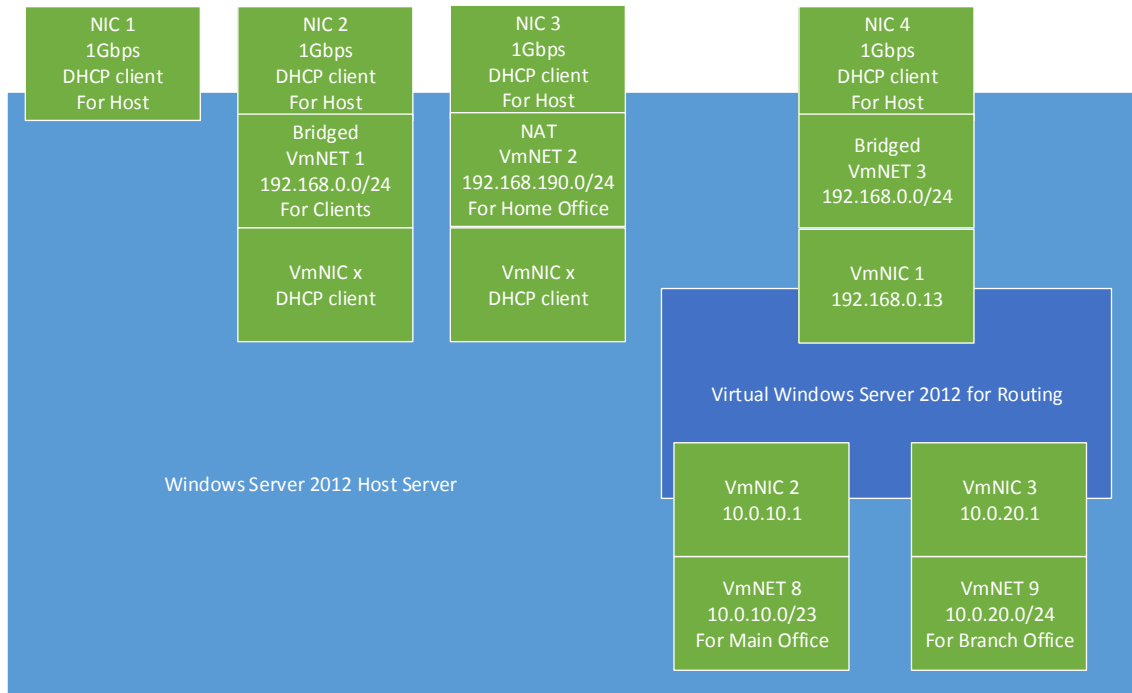 NIC 1
1Gbps
DHCP client
For Host
NIC 2
1Gbps
DHCP client
For Host
Bridged
VmNET 1
192.168.0.0/24
For Clients
VmNIC x
DHCP client
NIC 3
1Gbps
DHCP client
For Host
NAT
VmNET 2
192.168.190.0/24
For Home Office
VmNIC x
DHCP client
NIC 4
1Gbps
DHCP client
For Host
Bridged
VmNET 3
192.168.0.0/24
VmNIC 1
192.168.0.13
Virtual Windows Server 2012 for Routing
Windows Server 2012 Host Server
VmNIC 2
10.0.10.1
VmNET 8
10.0.10.0/23
For Main Office
VmNIC 3
10.0.20.1
VmNET 9
10.0.20.0/24
For Branch Office